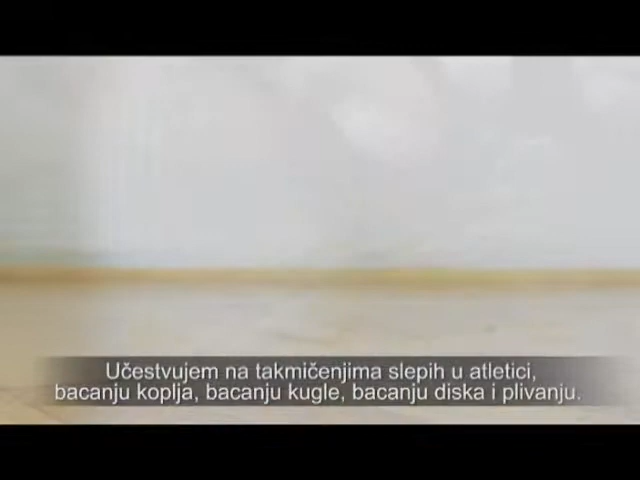 Učestvujem na takmičenjima slepih u atletici,
bacanju koplja, bacanju kugle, bacanju diska i plivanju.